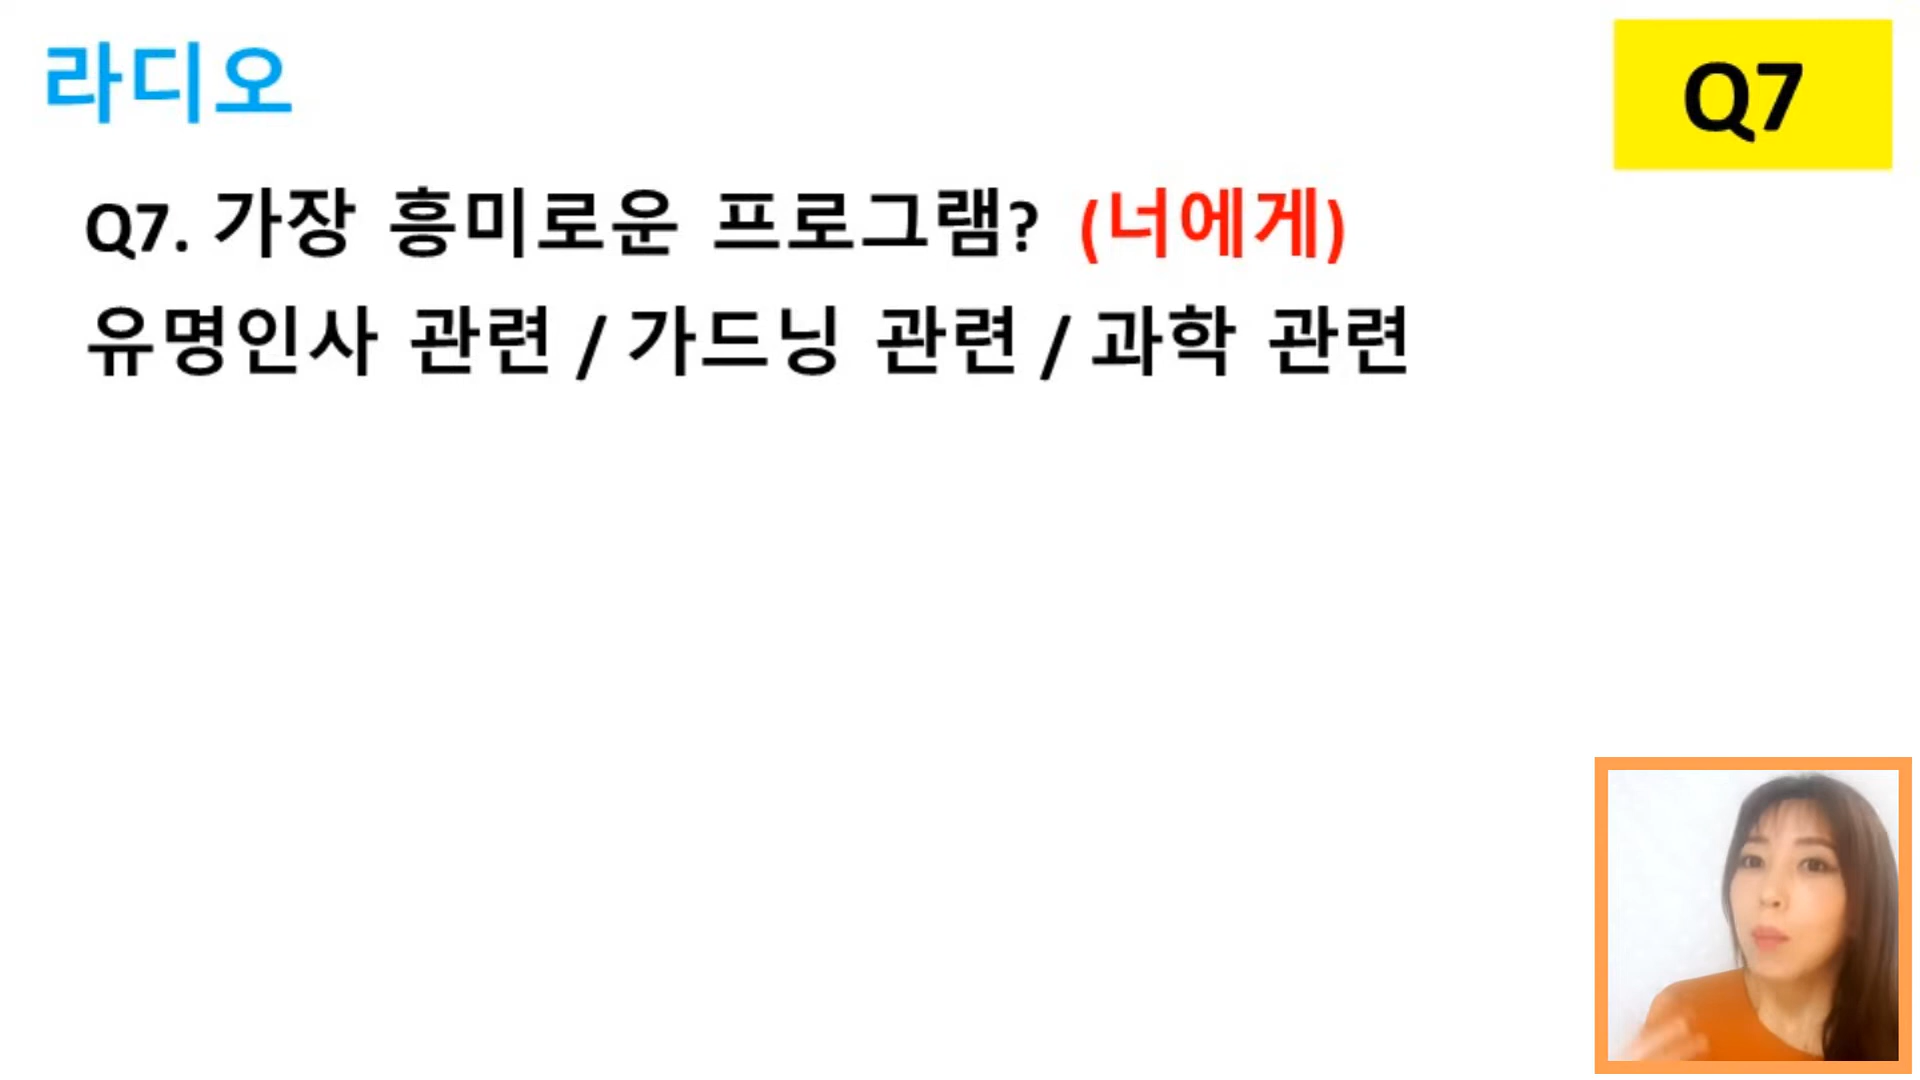 라디오
Q7
Q7. 가장 흥미로운 프로그램? (너에게)
유명인사 관련 / 가드닝 관련 / 과학 관련